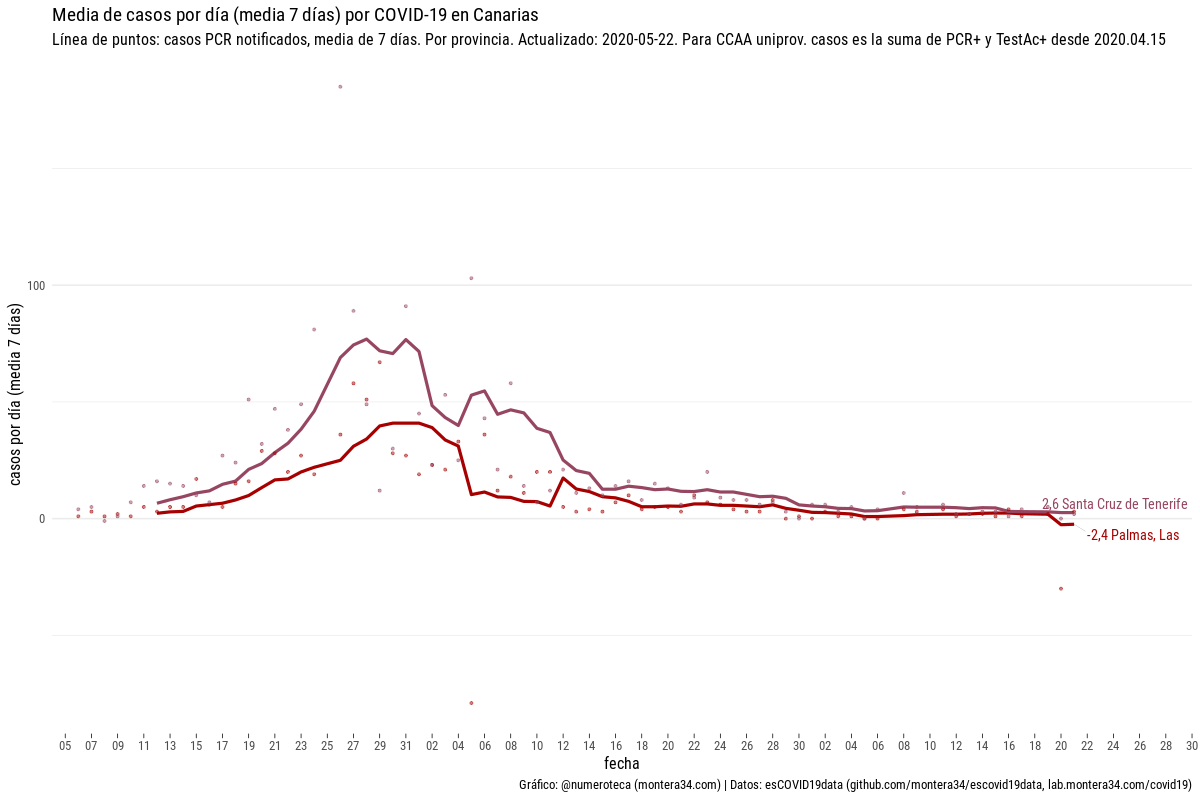 Media de casos por día (media 7 días) por COVID-19 en Canarias
Línea de puntos: casos PCR notificados, media de 7 días. Por provincia. Actualizado: 2020-05-22. Para CCAA uniprov. casos es la suma de PCR+ y TestAc+ desde 2020.04.15
casos por día (media 7 días)
100
0
2,6 Santa Cruz de Tenerife
-2,4 Palmas, Las
05 07 09 11 13 15 17 19 21 23 25 27 29 31 02 04 06 08 10 12 14 16 18 20 22 24 26 28 30 02 04 06 08 10 12 14 16 18 20 22 24 26 28 30
fecha
Gráfico: @numeroteca (montera34.com) | Datos: esCOVID19data (github.com/montera34/escovid19data, lab.montera34.com/covid19)